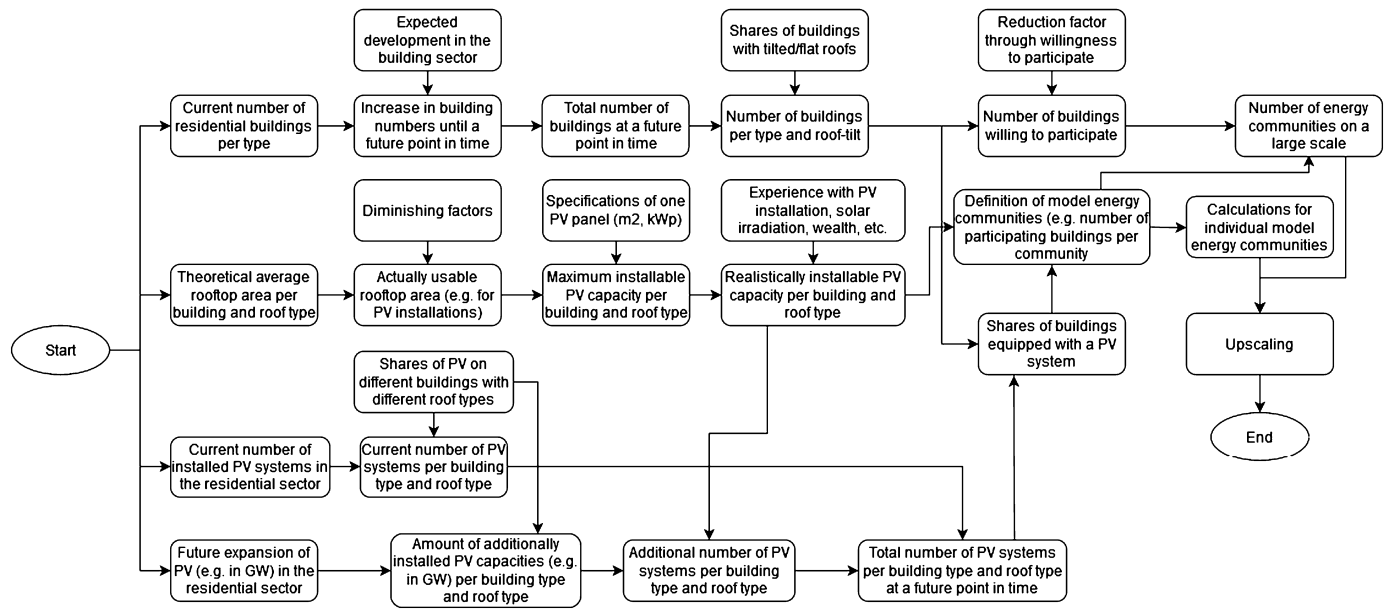 Expected
development in the
building sector
Shares of buildings
with tilted/flat roofs
Reduction factor
through willingness
to participate
Current number of
residential buildings
per type
Increase in building
numbers until a
future point in time
Total number of
buildings at a future
point in time
Number of buildings
per type and roof-tilt
Number of buildings
willing to participate
Number of energy
communities on a
large scale
Diminishing factors
Specifications of one
PV panel (m2, kWp)
Experience with PV
installation, solar
irradiation, wealth, etc.
Definition of model energy
communities (e.g. number of
participating buildings per
community
Calculations for
individual model
energy communities
Theoretical average
rooftop area per
building and roof type
Actually usable
rooftop area (e.g. for
PV installations)
Maximum installable
PV capacity per
building and roof type
Realistically installable PV
capacity per building and
roof type
Start
Shares of PV on
different buildings with
different roof types
Shares of buildings
equipped with a PV
system
Upscaling
Current number of
installed PV systems in
the residential sector
Current number of PV
systems per building
type and roof type
End
Future expansion of
PV (e.g. in GW) in the
residential sector
Amount of additionally
installed PV capacities (e.g.
in GW) per building type
and roof type
Additional number of PV
systems per building
type and roof type
Total number of PV systems
per building type and roof type
at a future point in time